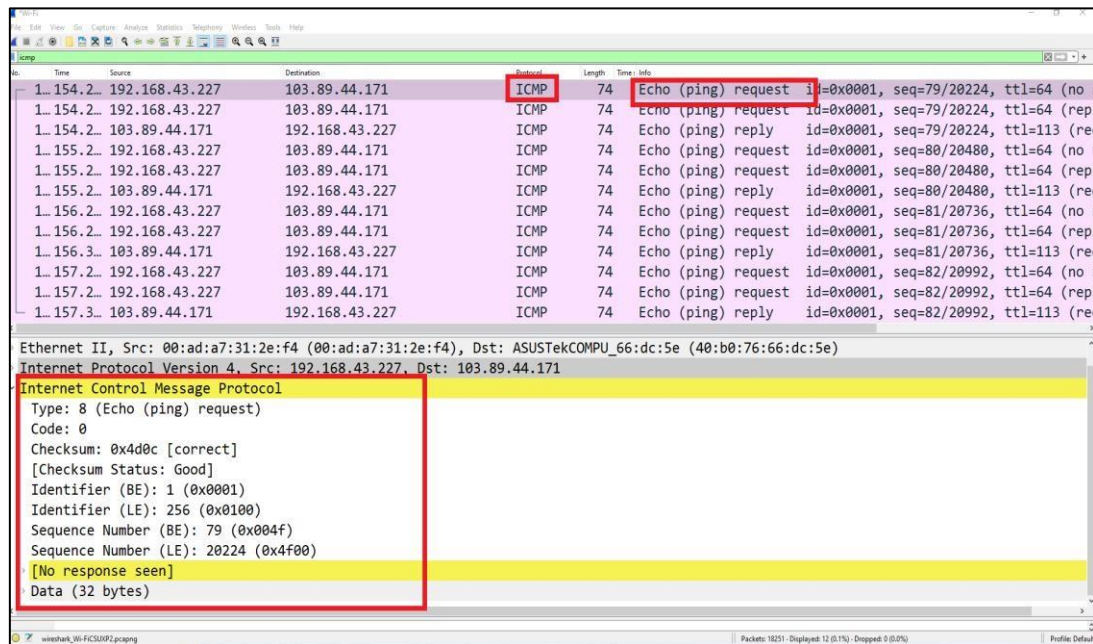 *Wi-Fi
File Edit View Go Capture Analyze Statistics Telephony Wireless Tools Help
icmp
No. Time Source Destination Protocol Length Time Info
1… 154.2… 192.168.43.227 103.89.44.171 ICMP 74 Echo (ping) request id=0x0001, seq=79/20224, ttl=64 (no
1… 154.2… 192.168.43.227 103.89.44.171 ICMP 74 Echo (ping) request id=0x0001, seq=79/20224, ttl=64 (rep
1… 154.2… 103.89.44.171 192.168.43.227 ICMP 74 Echo (ping) reply id=0x0001, seq=79/20224, ttl=113 (re
1… 155.2… 192.168.43.227 103.89.44.171 ICMP 74 Echo (ping) request id=0x0001, seq=80/20480, ttl=64 (no
1… 155.2… 192.168.43.227 103.89.44.171 ICMP 74 Echo (ping) request id=0x0001, seq=80/20480, ttl=64 (rep
1… 155.2… 103.89.44.171 192.168.43.227 ICMP 74 Echo (ping) reply id=0x0001, seq=80/20480, ttl=113 (re
1… 156.2… 192.168.43.227 103.89.44.171 ICMP 74 Echo (ping) request id=0x0001, seq=81/20736, ttl=64 (no
1… 156.2… 192.168.43.227 103.89.44.171 ICMP 74 Echo (ping) request id=0x0001, seq=81/20736, ttl=64 (rep
1… 156.3… 103.89.44.171 192.168.43.227 ICMP 74 Echo (ping) reply id=0x0001, seq=81/20736, ttl=113 (re
1… 157.2… 192.168.43.227 103.89.44.171 ICMP 74 Echo (ping) request id=0x0001, seq=82/20992, ttl=64 (no
1… 157.2… 192.168.43.227 103.89.44.171 ICMP 74 Echo (ping) request id=0x0001, seq=82/20992, ttl=64 (rep
1… 157.3… 103.89.44.171 192.168.43.227 ICMP 74 Echo (ping) reply id=0x0001, seq=82/20992, ttl=113 (re
Ethernet II, Src: 00:ad:a7:31:2e:f4 (00:ad:a7:31:2e:f4), Dst: ASUSTekCOMPU_66:dc:5e (40:b0:76:66:dc:5e)
Internet Protocol Version 4, Src: 192.168.43.227, Dst: 103.89.44.171
Internet Control Message Protocol
Type: 8 (Echo (ping) request)
Code: 0
Checksum: 0x4d0c [correct]
[Checksum Status: Good]
Identifier (BE): 1 (0x0001)
Identifier (LE): 256 (0x0100)
Sequence Number (BE): 79 (0x004f)
Sequence Number (LE): 20224 (0x4f00)
[No response seen]
Data (32 bytes)
wireshark_Wi-FiCSUXP2.pcapng Packets: 18251 · Displayed: 12 (0.1%) · Dropped: 0 (0.0%) Profile: Default